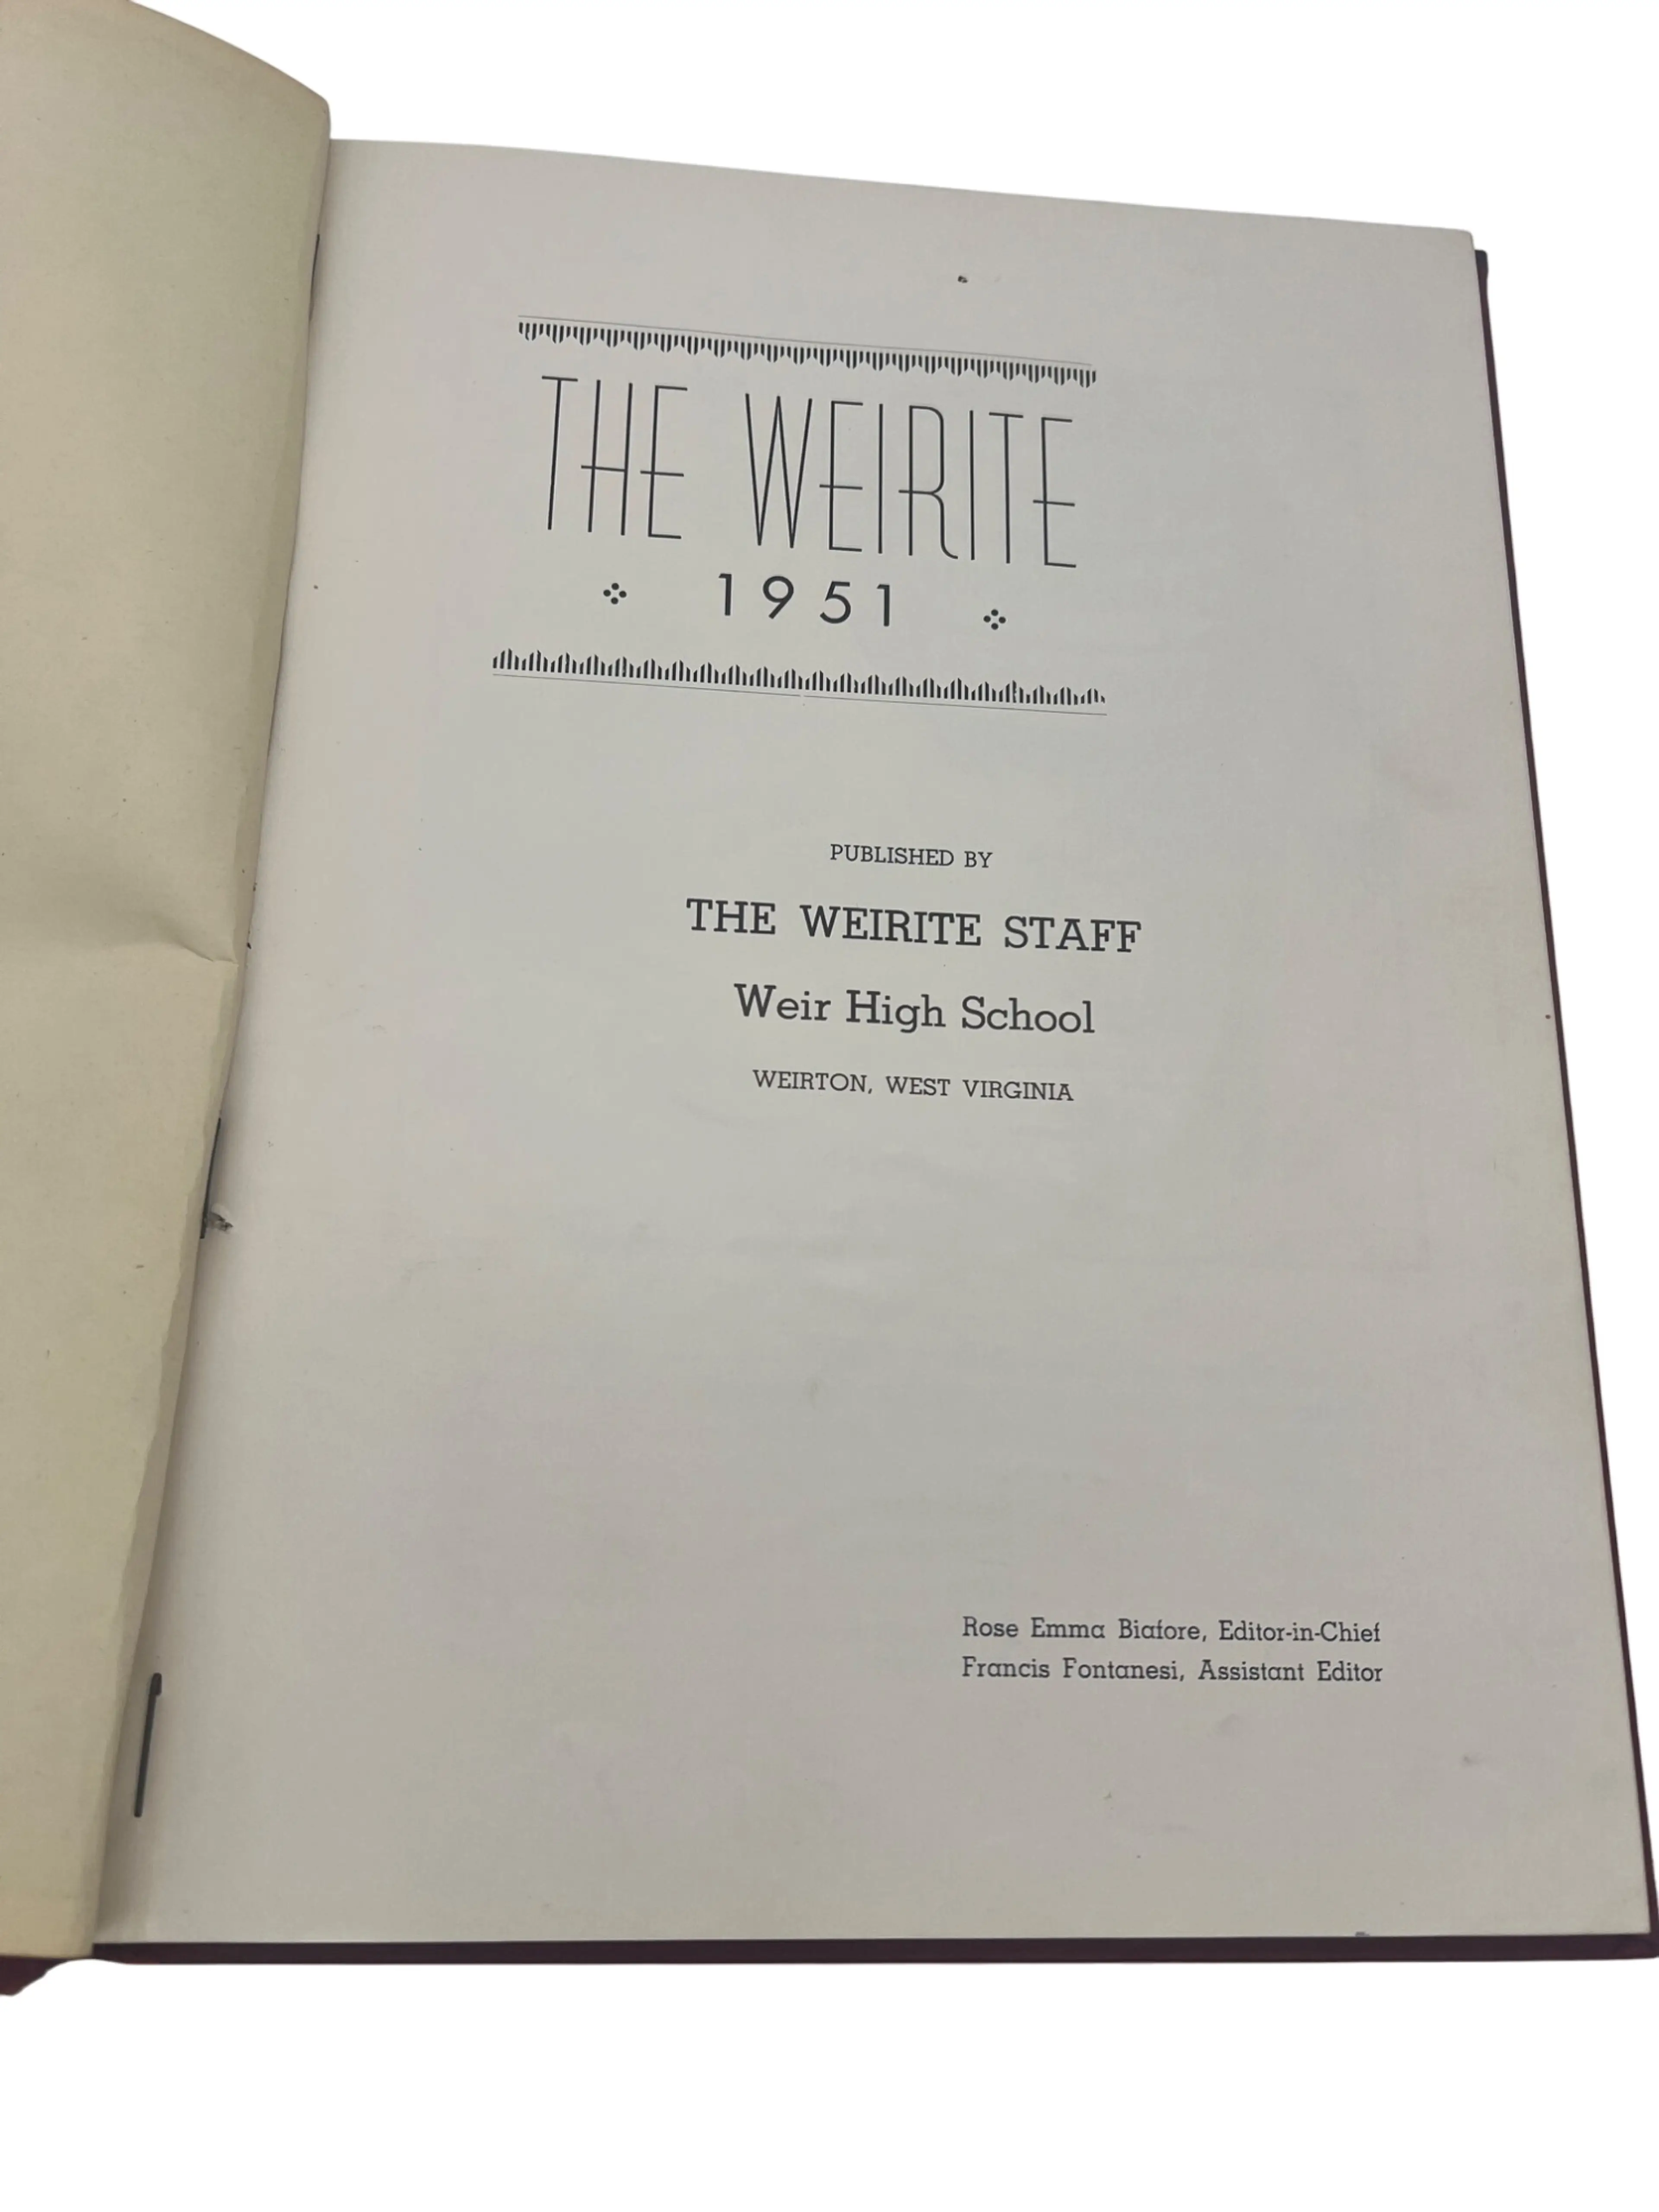 THE WEIRITE
1951
PUBLISHED BY
THE WEIRITE STAFF
Weir High School
WEIRTON, WEST VIRGINIA
Rose Emma Biafore, Editor-in-Chief
Francis Fontanesi, Assistant Editor